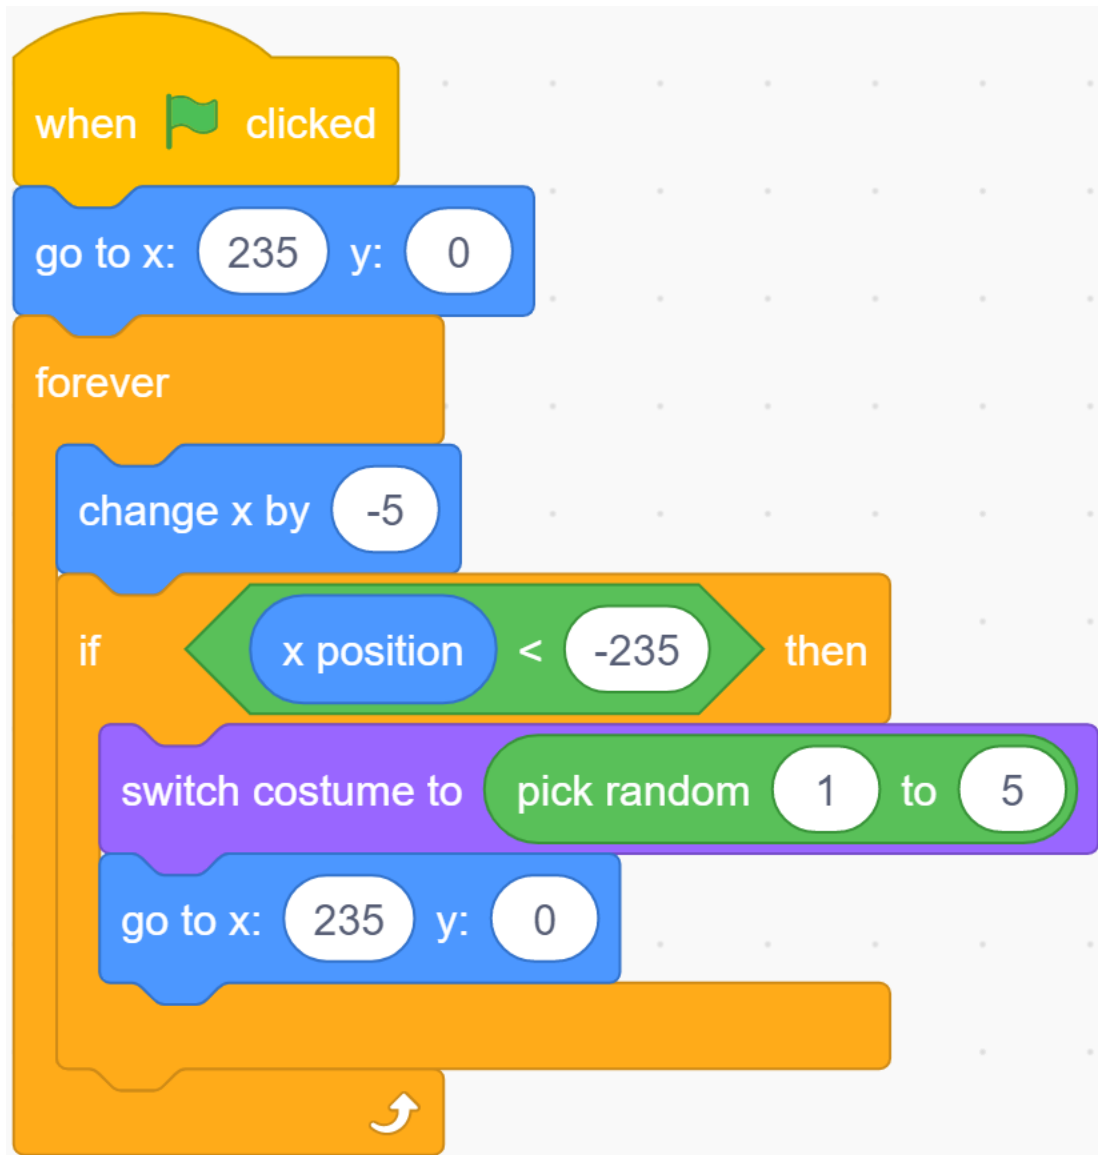 when clicked
go to x: 235 y: 0
forever
change x by -5
if x position < -235 then
switch costume to pick random 1 to 5
go to x: 235 y: 0